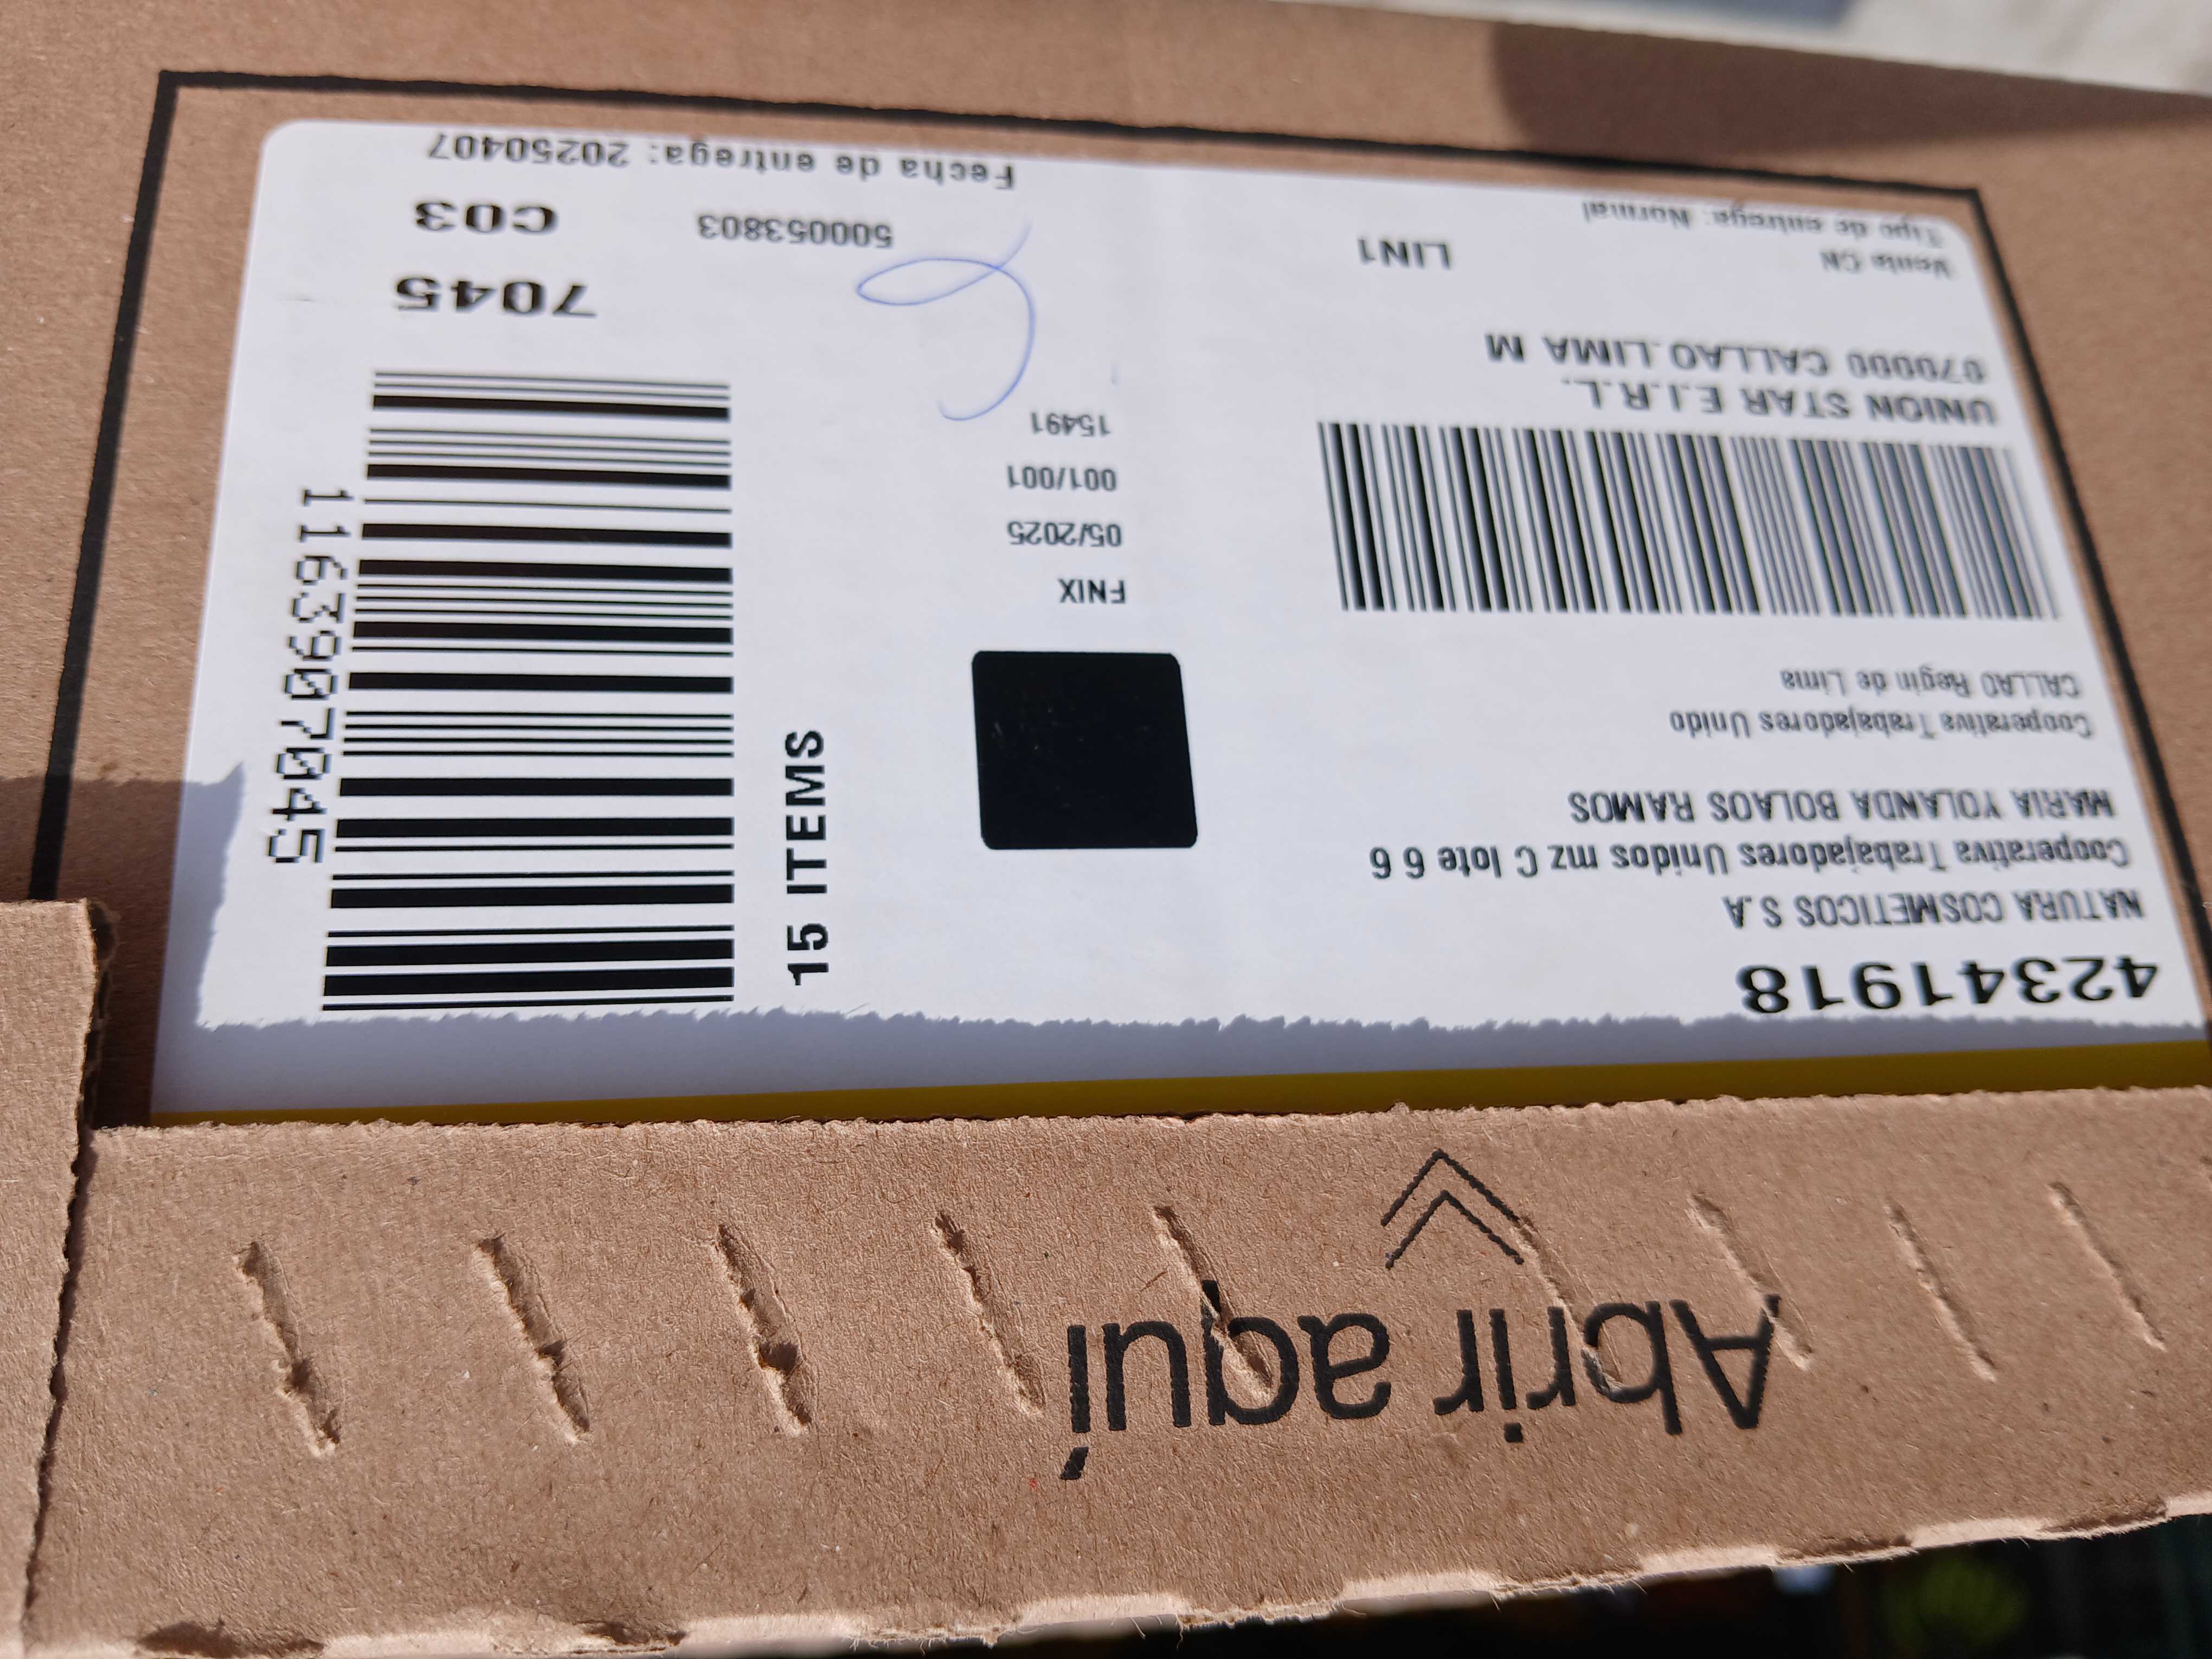 42341918
NATURA COSMETICOS S.A
Cooperativa Trabajadores Unidos mz C lote 6 6
MARIA YOLANDA BOLAOS RAMOS
Cooperativa Trabajadores Unido
CALLAO Regin de Lima
UNION STAR E.I.R.L.
070000 CALLAO.LIMA M
Venta CN
LIN1
Tipo de entrega: Normal
FNIX
05/2025
001/001
15491
15 ITEMS
1163907045
7045
500053803
C03
Fecha de entrega: 20250407
Abrir aquí